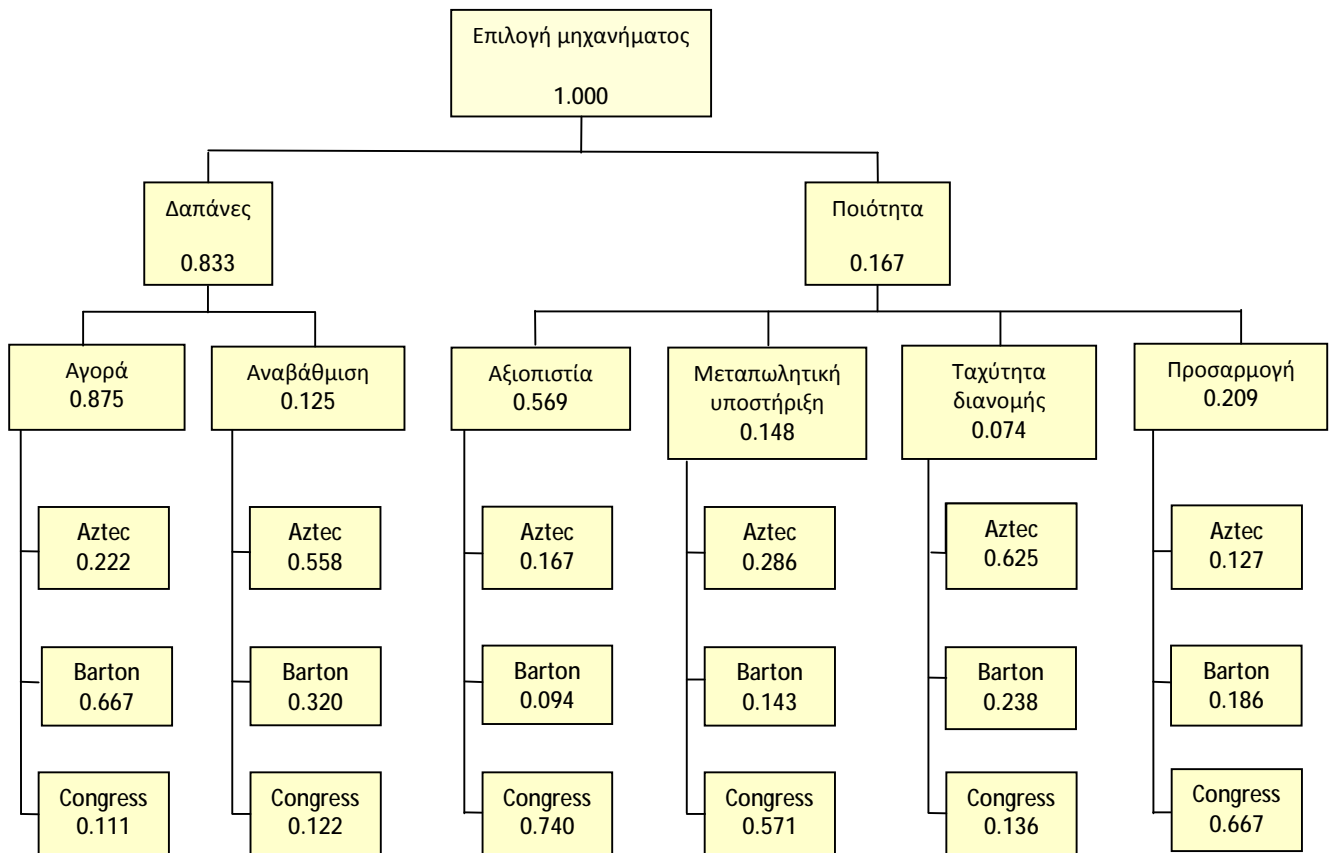 Επιλογή μηχανήματος
1.000
Δαπάνες
0.833
Ποιότητα
0.167
Αγορά
0.875
Αναβάθμιση
0.125
Αξιοπιστία
0.569
Μεταπωλητική
υποστήριξη
0.148
Ταχύτητα
διανομής
0.074
Προσαρμογή
0.209
Aztec
0.222
Aztec
0.558
Aztec
0.167
Aztec
0.286
Aztec
0.625
Aztec
0.127
Barton
0.667
Barton
0.320
Barton
0.094
Barton
0.143
Barton
0.238
Barton
0.186
Congress
0.111
Congress
0.122
Congress
0.740
Congress
0.571
Congress
0.136
Congress
0.667